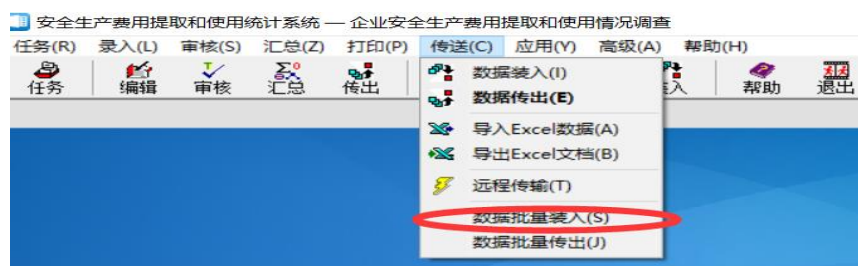 安全生产费用提取和使用统计系统 — 企业安全生产费用提取和使用情况调查
任务(R) 录入(L) 审核(S) 汇总(Z) 打印(P) 传送(C) 应用(Y) 高级(A) 帮助(H)
任务 编辑 审核 汇总 传出 入 帮助 退出
数据装入(I)
数据传出(E)
导入Excel数据(A)
导出Excel文档(B)
远程传输(T)
数据批量装入(S)
数据批量传出(J)